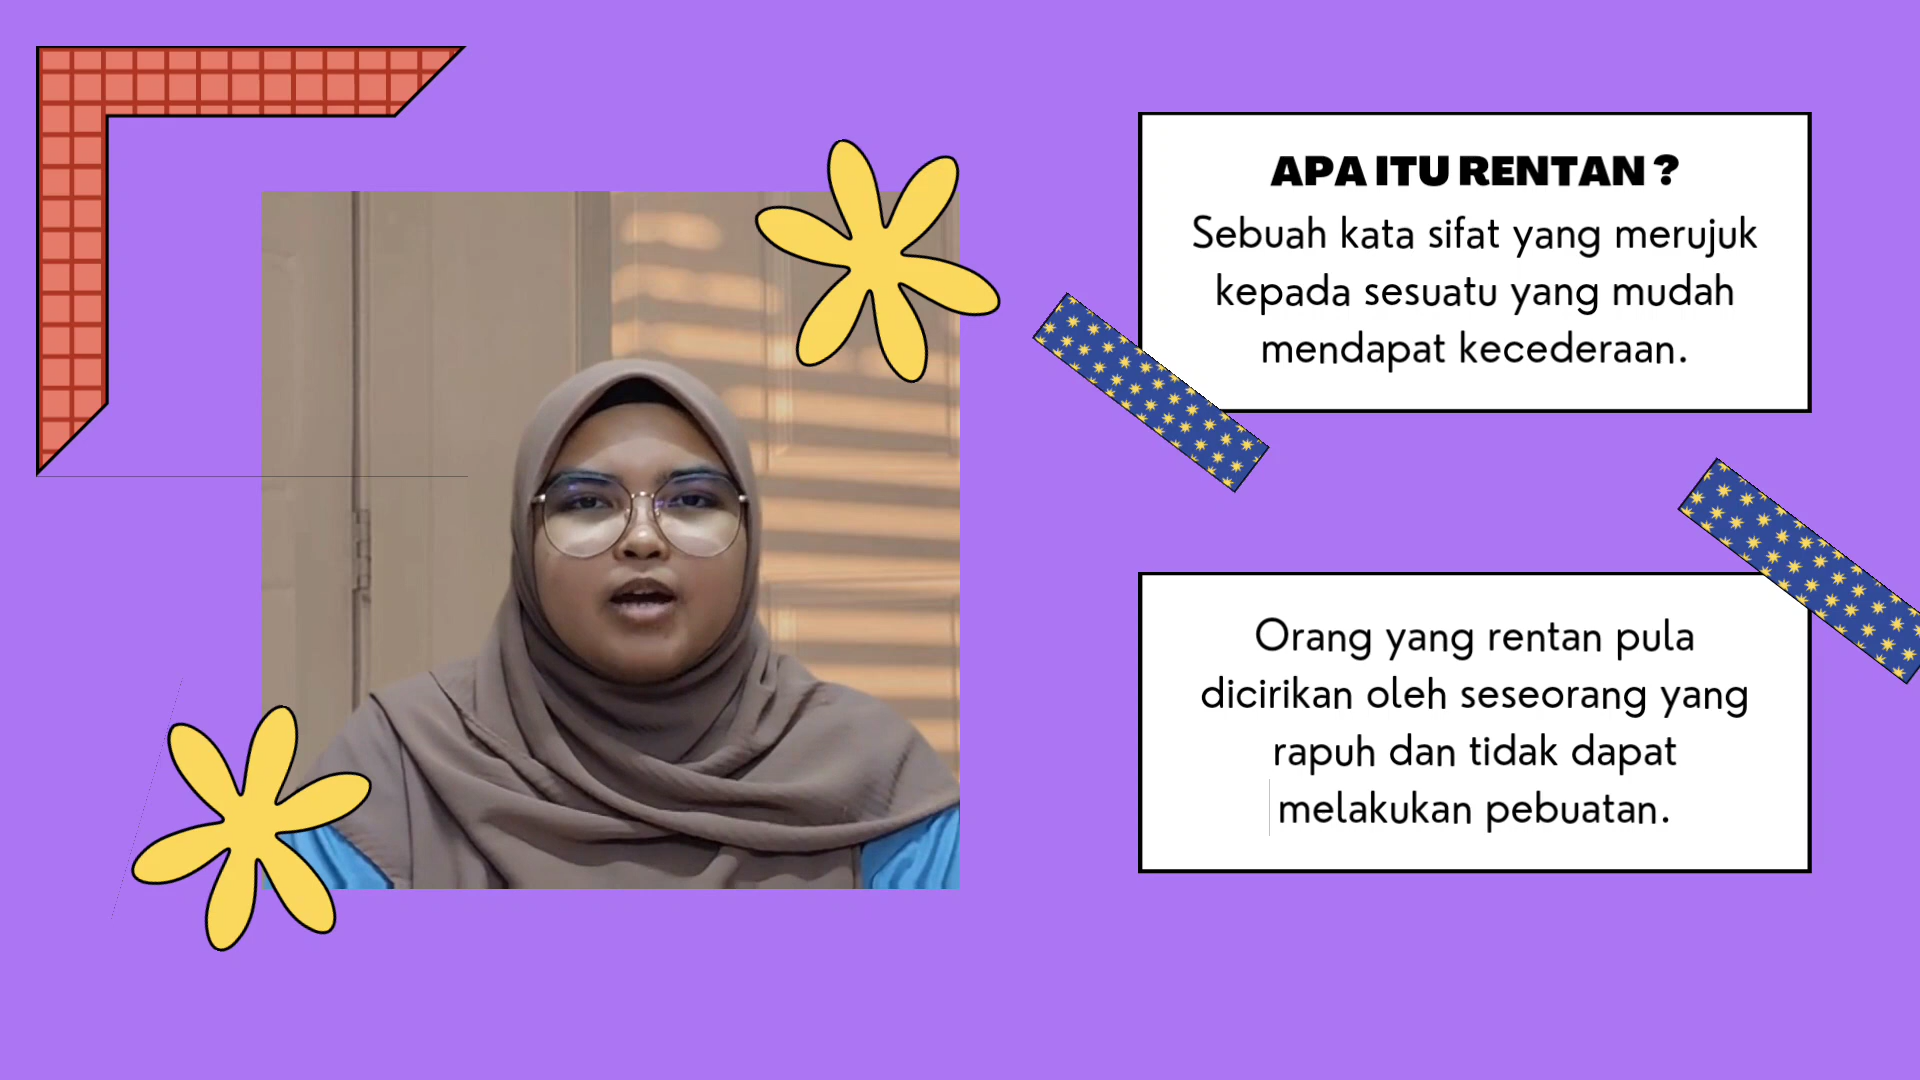 APA ITU RENTAN ?
Sebuah kata sifat yang merujuk
kepada sesuatu yang mudah
mendapat kecederaan.
Orang yang rentan pula
dicirikan oleh seseorang yang
rapuh dan tidak dapat
melakukan pebuatan.